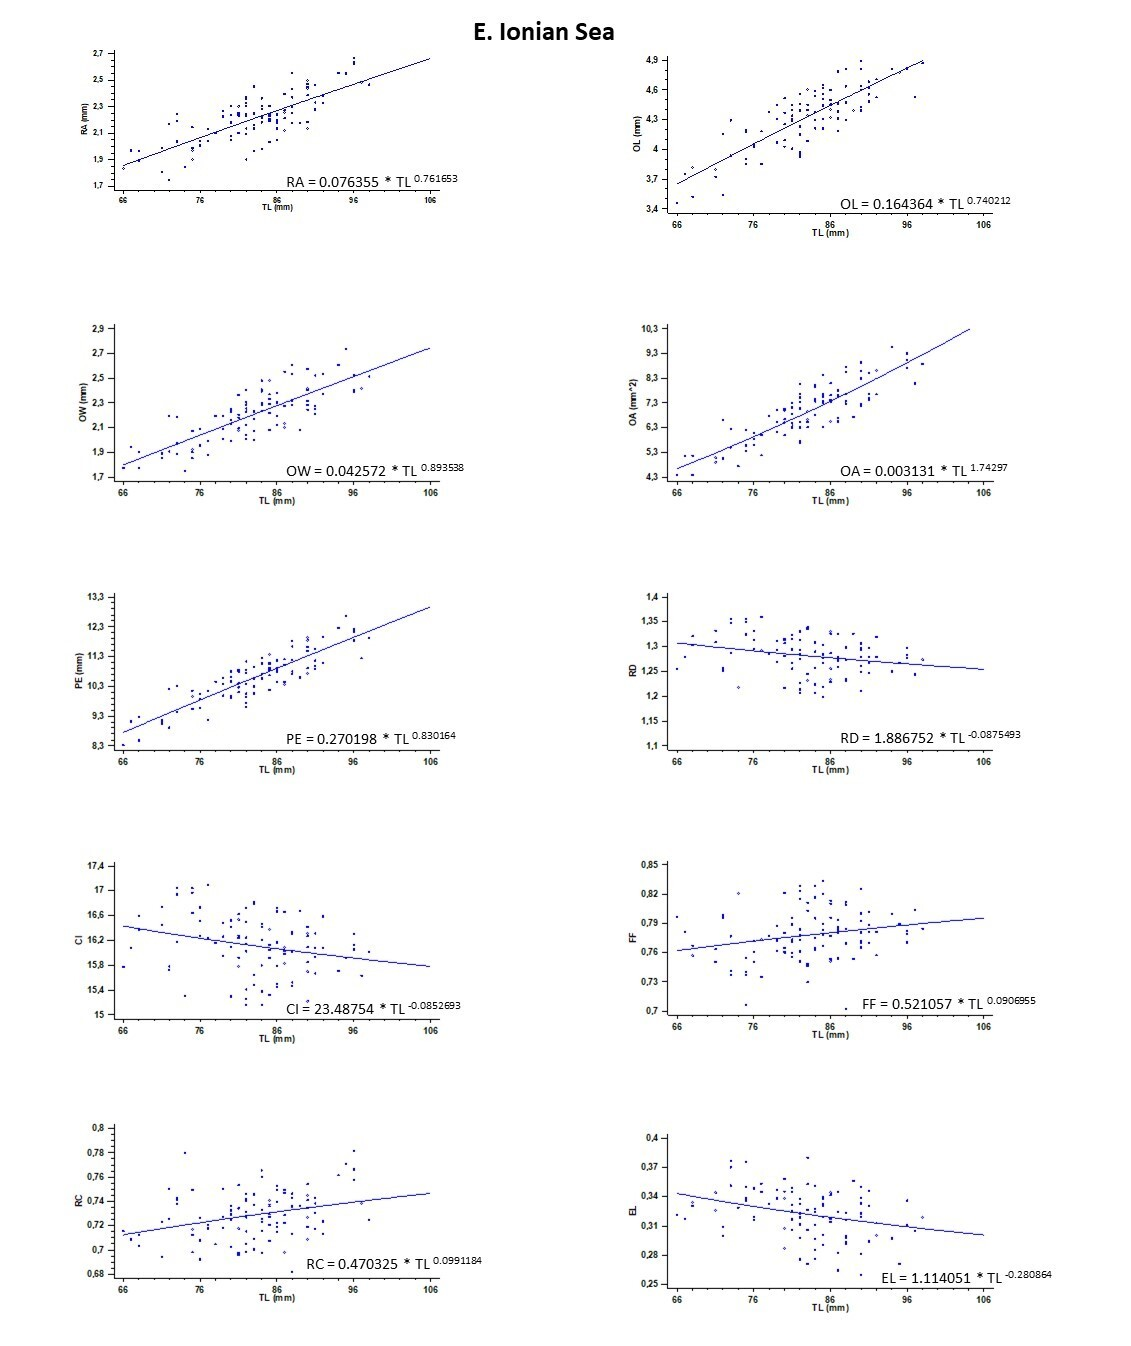 E. Ionian Sea
2,7
2,5
2,3
2,1
1,9
1,7
RA (mm)
66 76 86 96 106
TL (mm)
RA = 0.076355 * TL 0.761653
4,9
4,6
4,3
4
3,7
3,4
OL (mm)
66 76 86 96 106
TL (mm)
OL = 0.164364 * TL 0.740212
2,9
2,7
2,5
2,3
2,1
1,9
1,7
OW (mm)
66 76 86 96 106
TL (mm)
OW = 0.042572 * TL 0.893538
10,3
9,3
8,3
7,3
6,3
5,3
4,3
OA (mm^2)
66 76 86 96 106
TL (mm)
OA = 0.003131 * TL 1.74297
13,3
12,3
11,3
10,3
9,3
8,3
PE (mm)
66 76 86 96 106
TL (mm)
PE = 0.270198 * TL 0.830164
1,4
1,35
1,3
1,25
1,2
1,15
1,1
RD
66 76 86 96 106
TL (mm)
RD = 1.886752 * TL -0.0875493
17,4
17
16,6
16,2
15,8
15,4
15
CI
66 76 86 96 106
TL (mm)
CI = 23.48754 * TL -0.0852693
0,85
0,82
0,79
0,76
0,73
0,7
FF
66 76 86 96 106
TL (mm)
FF = 0.521057 * TL 0.0906955
0,8
0,78
0,76
0,74
0,72
0,7
0,68
RC
66 76 86 96 106
TL (mm)
RC = 0.470325 * TL 0.0991184
0,4
0,37
0,34
0,31
0,28
0,25
EL
66 76 86 96 106
TL (mm)
EL = 1.114051 * TL -0.280864